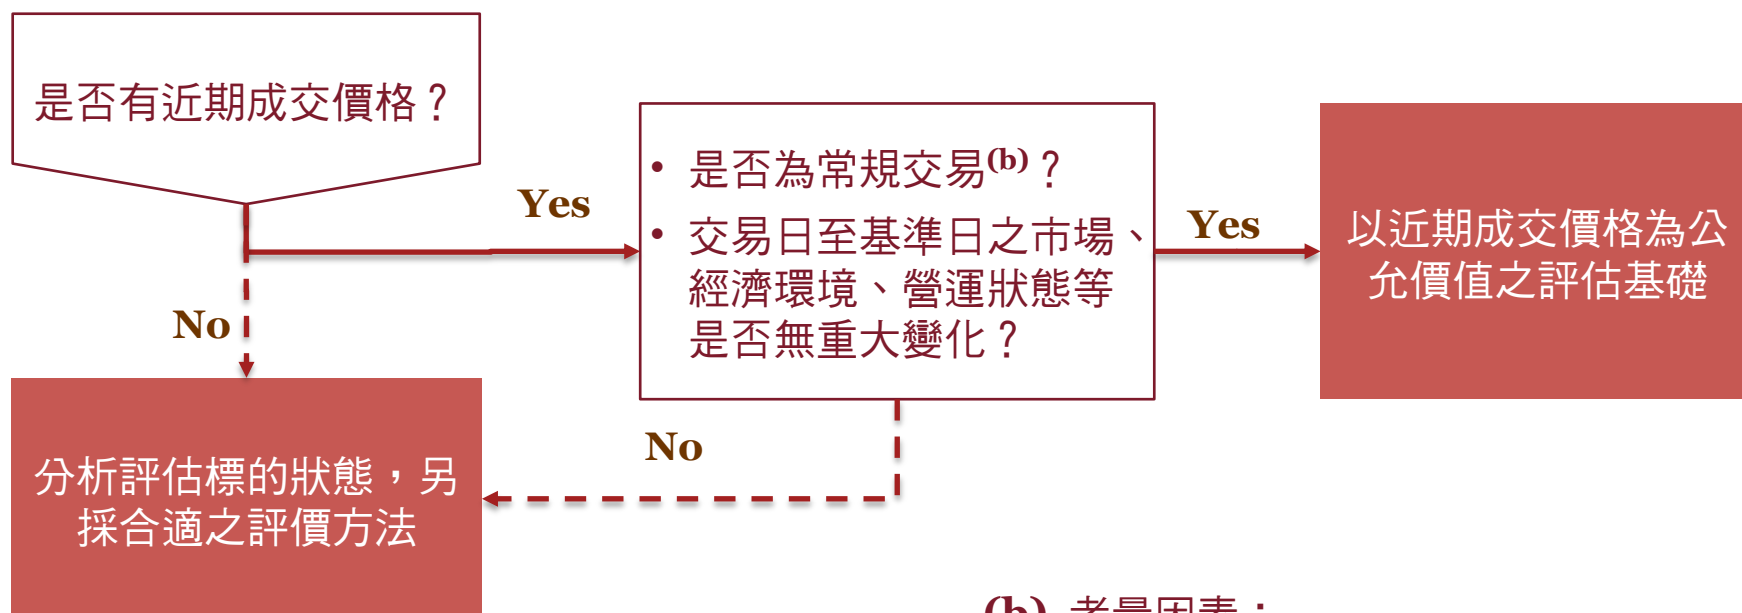 是否有近期成交價格？
Yes
• 是否為常規交易(b)？
• 交易日至基準日之市場、
經濟環境、營運狀態等
是否無重大變化？
Yes
以近期成交價格為公
允價值之評估基礎
No
No
分析評估標的狀態，另
採合適之評價方法
(b) 考量因素：